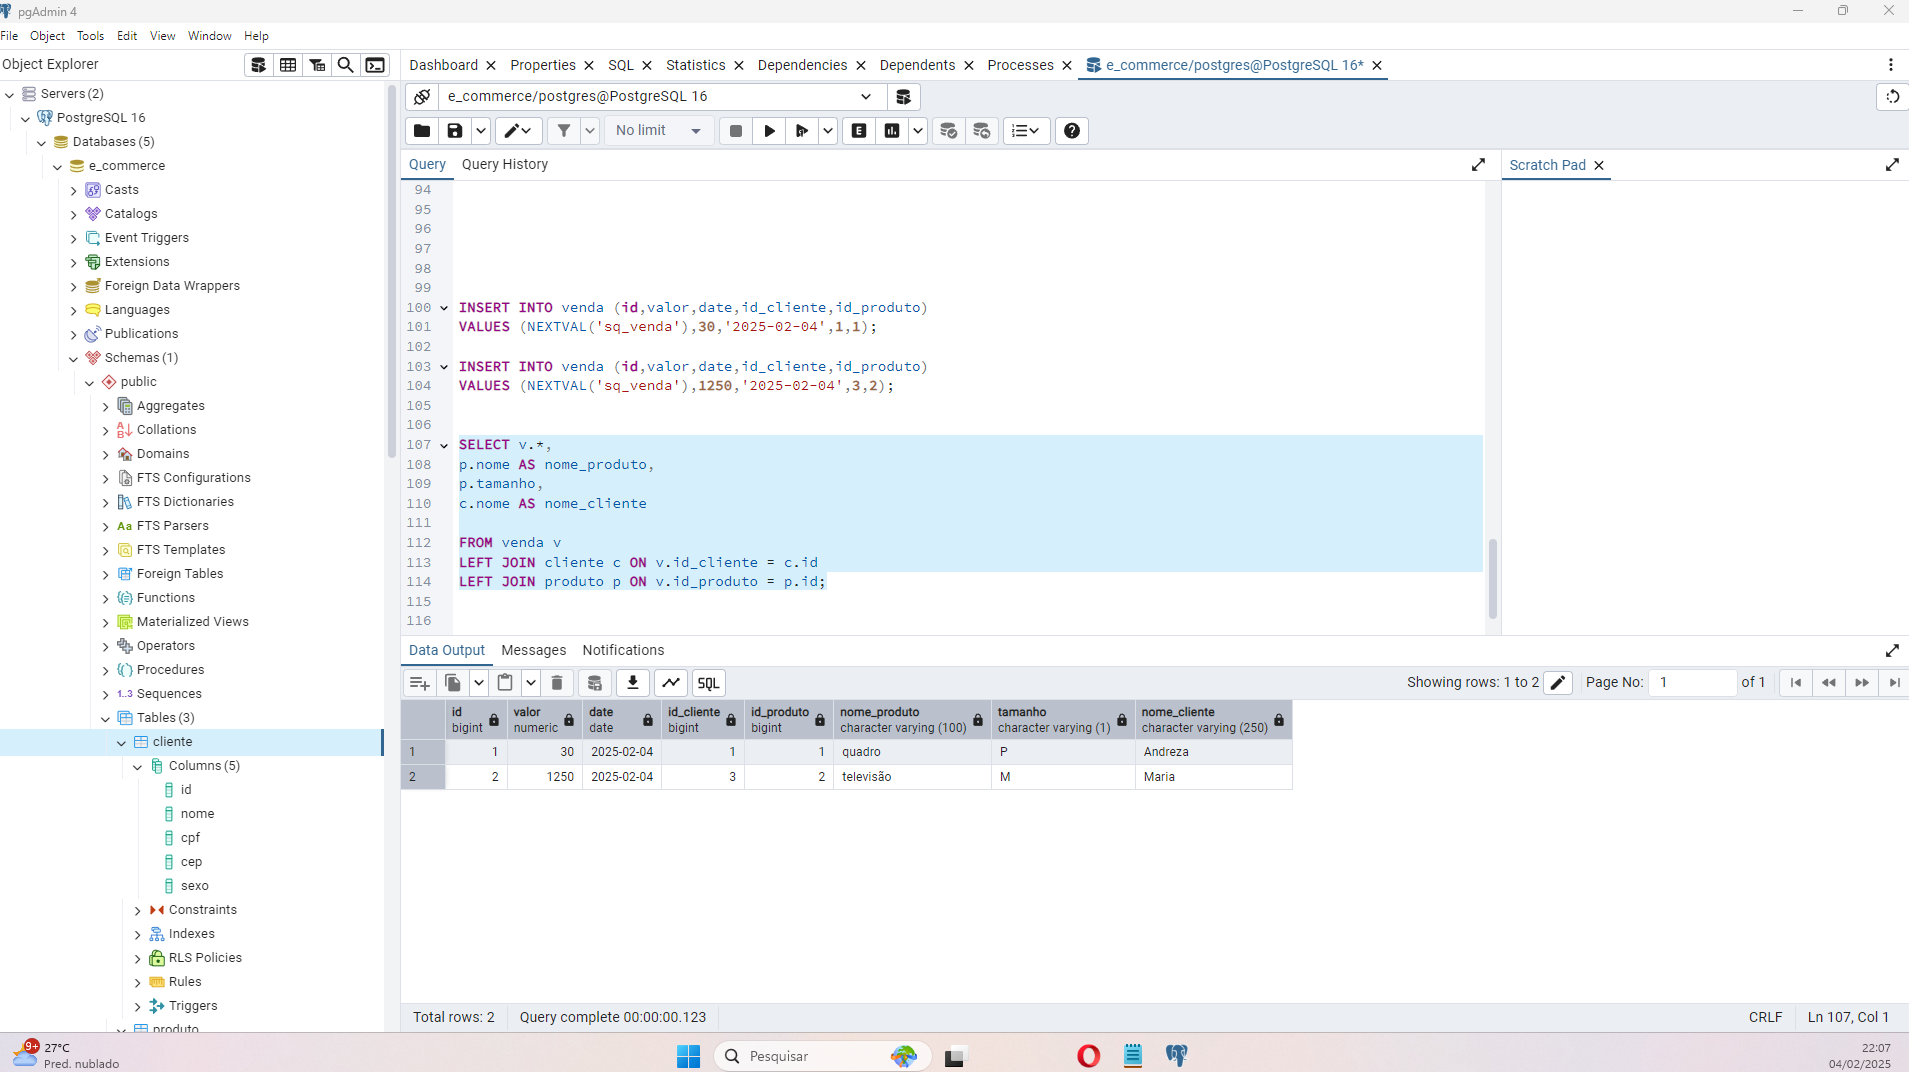 pgAdmin 4
File Object Tools Edit View Window Help
Object Explorer
Servers (2)
PostgreSQL 16
Databases (5)
e_commerce
Casts
Catalogs
Event Triggers
Extensions
Foreign Data Wrappers
Languages
Publications
Schemas (1)
public
Aggregates
Collations
Domains
FTS Configurations
FTS Dictionaries
Aa FTS Parsers
FTS Templates
Foreign Tables
Functions
Materialized Views
Operators
Procedures
1..3 Sequences
Tables (3)
cliente
Columns (5)
id
nome
cpf
cep
sexo
Constraints
Indexes
RLS Policies
Rules
Triggers
produto
Dashboard Properties SQL Statistics Dependencies Dependents Processes e_commerce/postgres@PostgreSQL 16*
e_commerce/postgres@PostgreSQL 16
No limit E
Query Query History
Scratch Pad
94
95
96
97
98
99
100 INSERT INTO venda (id,valor,date,id_cliente,id_produto)
101 VALUES (NEXTVAL('sq_venda'),30,'2025-02-04',1,1);
102
103 INSERT INTO venda (id,valor,date,id_cliente,id_produto)
104 VALUES (NEXTVAL('sq_venda'),1250,'2025-02-04',3,2);
105
106
107 SELECT v.*,
108 p.nome AS nome_produto,
109 p.tamanho,
110 c.nome AS nome_cliente
111
112 FROM venda v
113 LEFT JOIN cliente c ON v.id_cliente = c.id
114 LEFT JOIN produto p ON v.id_produto = p.id;
115
116
Data Output Messages Notifications
SQL Showing rows: 1 to 2 Page No: 1 of 1
id valor date id_cliente id_produto nome_produto tamanho nome_cliente
bigint numeric date bigint bigint character varying (100) character varying (1) character varying (250)
1 1 30 2025-02-04 1 1 quadro P Andreza
2 2 1250 2025-02-04 3 2 televisão M Maria
Total rows: 2 Query complete 00:00:00.123 CRLF Ln 107, Col 1
9+ 27°C
Pred. nublado
Pesquisar
22:07
04/02/2025